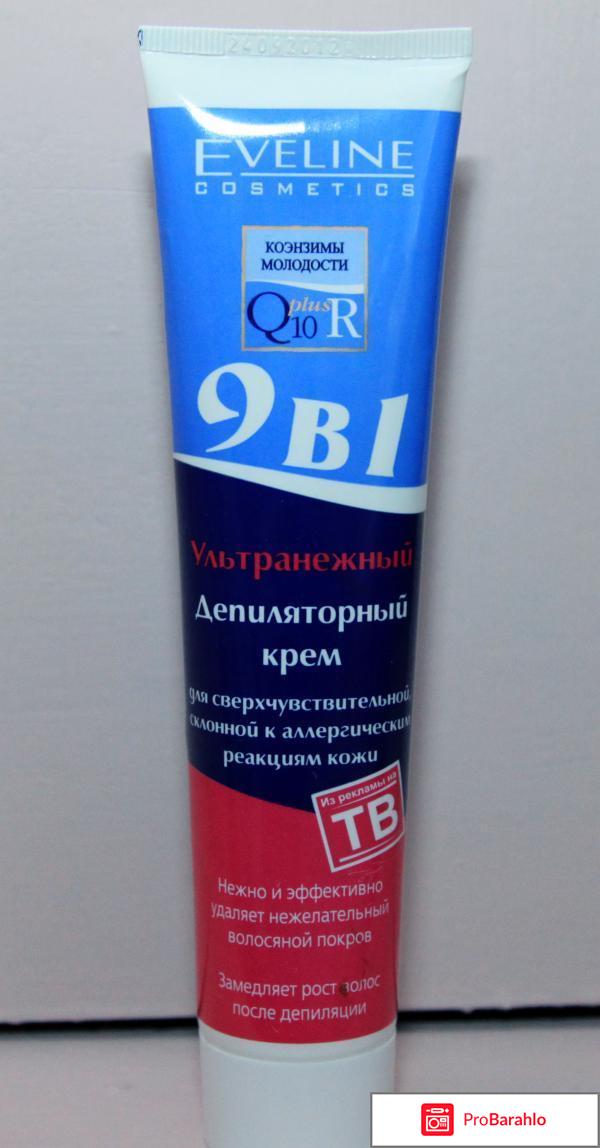 EVELINE
COSMETICS
КОЭНЗИМЫ
МОЛОДОСТИ
Q10 plus R
9 в 1
Ультранежный
Депиляторный
крем
для сверхчувствительной,
склонной к аллергическим
реакциям кожи
Из рекламы на
ТВ
Нежно и эффективно
удаляет нежелательный
волосяной покров
Замедляет рост волос
после депиляции
ProBarahlo